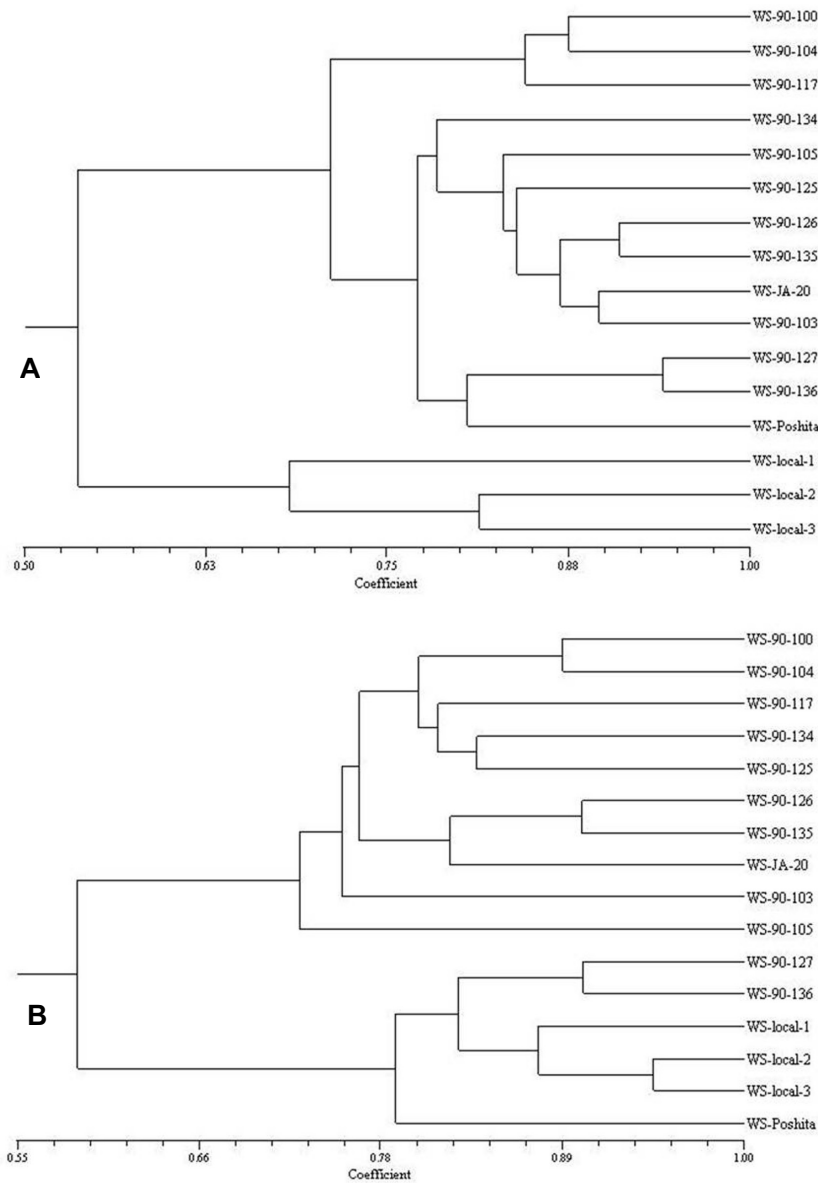 WS-90-100
WS-90-104
WS-90-117
WS-90-134
WS-90-105
WS-90-125
WS-90-126
WS-90-135
WS-JA-20
WS-90-103
A
WS-90-127
WS-90-136
WS-Poshita
WS-local-1
WS-local-2
WS-local-3
0.50 0.63 0.75 0.88 1.00
Coefficient
WS-90-100
WS-90-104
WS-90-117
WS-90-134
WS-90-125
WS-90-126
WS-90-135
WS-JA-20
WS-90-103
WS-90-105
WS-90-127
WS-90-136
B
WS-local-1
WS-local-2
WS-local-3
WS-Poshita
0.55 0.66 0.78 0.89 1.00
Coefficient